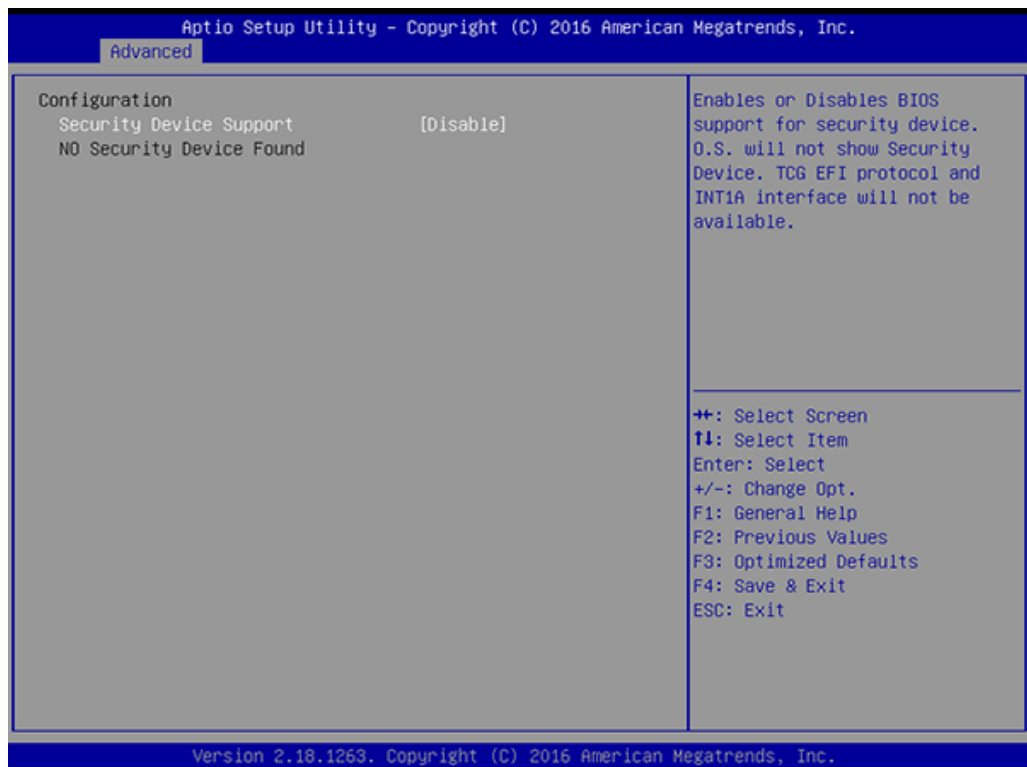 Aptio Setup Utility – Copyright (C) 2016 American Megatrends, Inc.
Advanced
Configuration
Security Device Support [Disable]
NO Security Device Found
Enables or Disables BIOS
support for security device.
O.S. will not show Security
Device. TCG EFI protocol and
INT1A interface will not be
available.
→←: Select Screen
↑↓: Select Item
Enter: Select
+/-: Change Opt.
F1: General Help
F2: Previous Values
F3: Optimized Defaults
F4: Save & Exit
ESC: Exit
Version 2.18.1263. Copyright (C) 2016 American Megatrends, Inc.